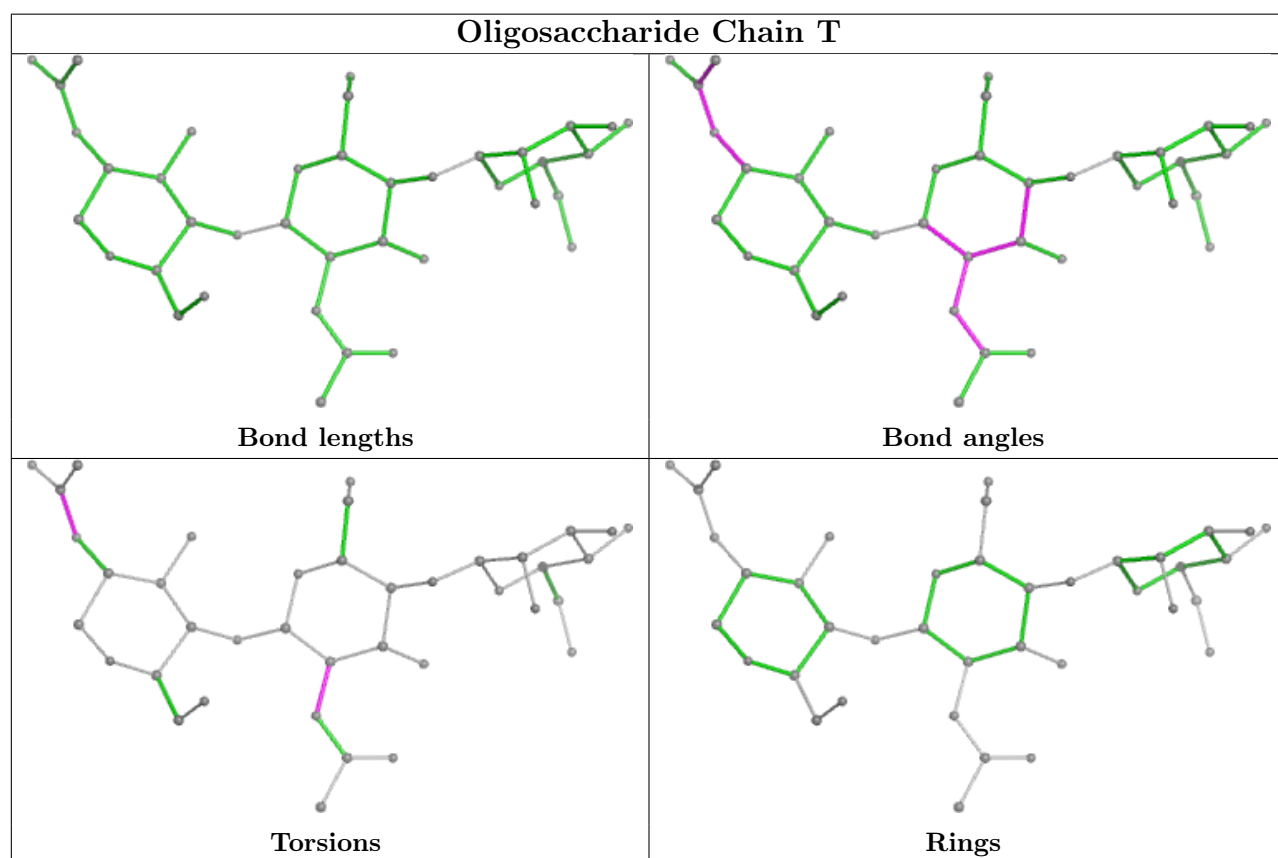 Oligosaccharide Chain T
Bond lengths
Bond angles
Torsions
Rings